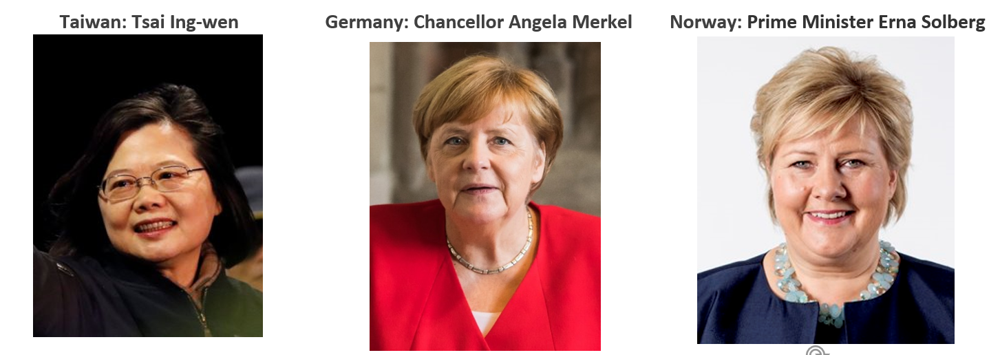 Taiwan: Tsai Ing-wen
Germany: Chancellor Angela Merkel
Norway: Prime Minister Erna Solberg